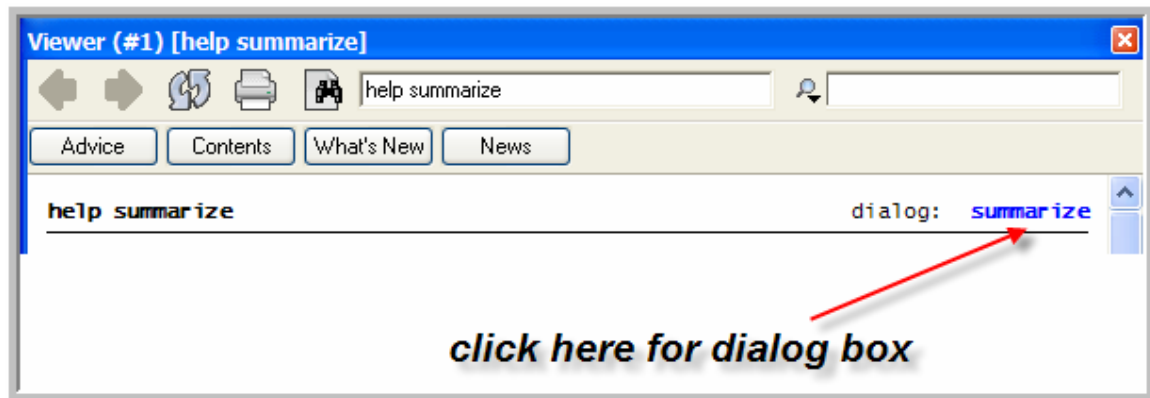 Viewer (#1) [help summarize]
help summarize
Advice Contents What's New News
help summarize dialog: summarize
click here for dialog box